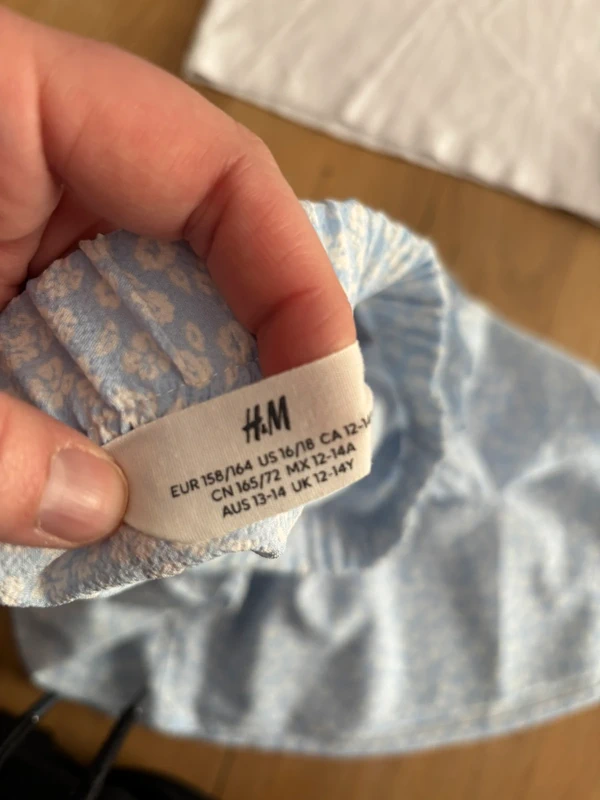 H&M
EUR 158/164 US 16/18 CA 12-14
CN 165/72 MX 12-14A
AUS 13-14 UK 12-14Y